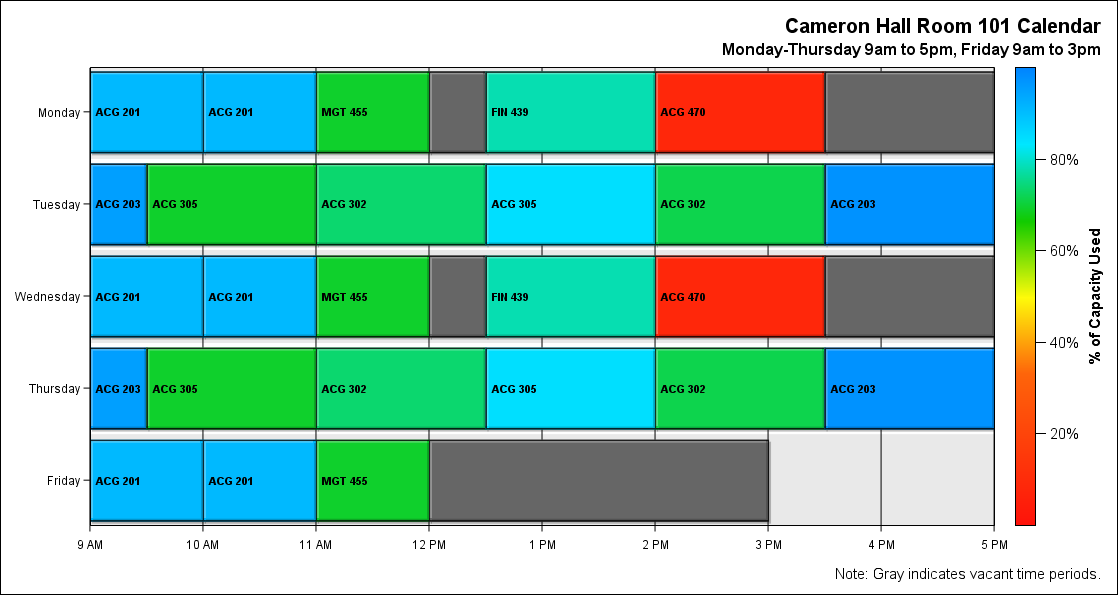 Cameron Hall Room 101 Calendar
Monday-Thursday 9am to 5pm, Friday 9am to 3pm
Monday ACG 201 ACG 201 MGT 455 FIN 439 ACG 470
Tuesday ACG 203 ACG 305 ACG 302 ACG 305 ACG 302 ACG 203
Wednesday ACG 201 ACG 201 MGT 455 FIN 439 ACG 470
Thursday ACG 203 ACG 305 ACG 302 ACG 305 ACG 302 ACG 203
Friday ACG 201 ACG 201 MGT 455
9 AM 10 AM 11 AM 12 PM 1 PM 2 PM 3 PM 4 PM 5 PM
80%
60%
40%
20%
% of Capacity Used
Note: Gray indicates vacant time periods.